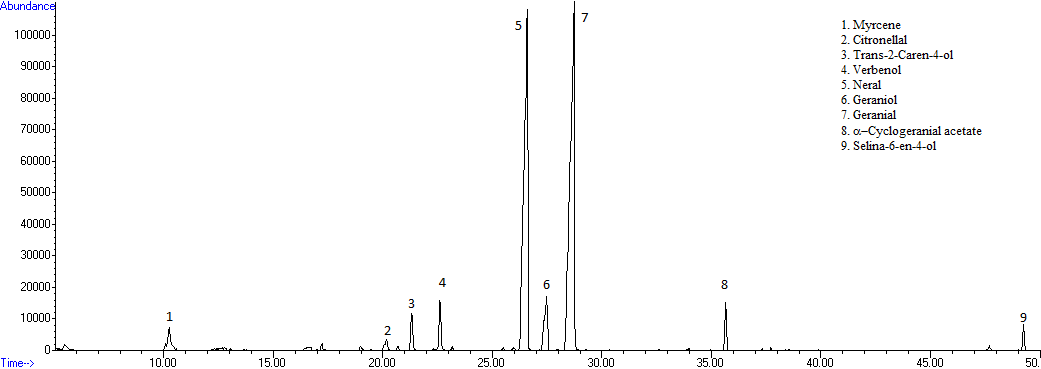 Abundance
5
7
1. Myrcene
2. Citronellal
3. Trans-2-Caren-4-ol
4. Verbenol
5. Neral
6. Geraniol
7. Geranial
8. α–Cyclogeranial acetate
9. Selina-6-en-4-ol
100000
90000
80000
70000
60000
50000
40000
30000
20000
10000
0
1
2
3
4
6
8
9
Time-->
10.00 15.00 20.00 25.00 30.00 35.00 40.00 45.00 50.